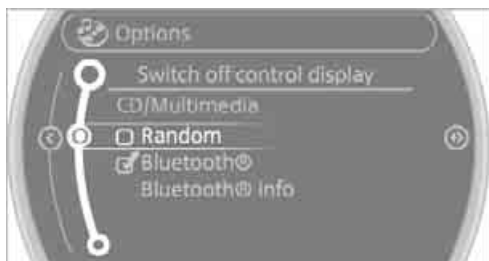 Options
Switch off control display
CD/Multimedia
Random
Bluetooth®
Bluetooth® info